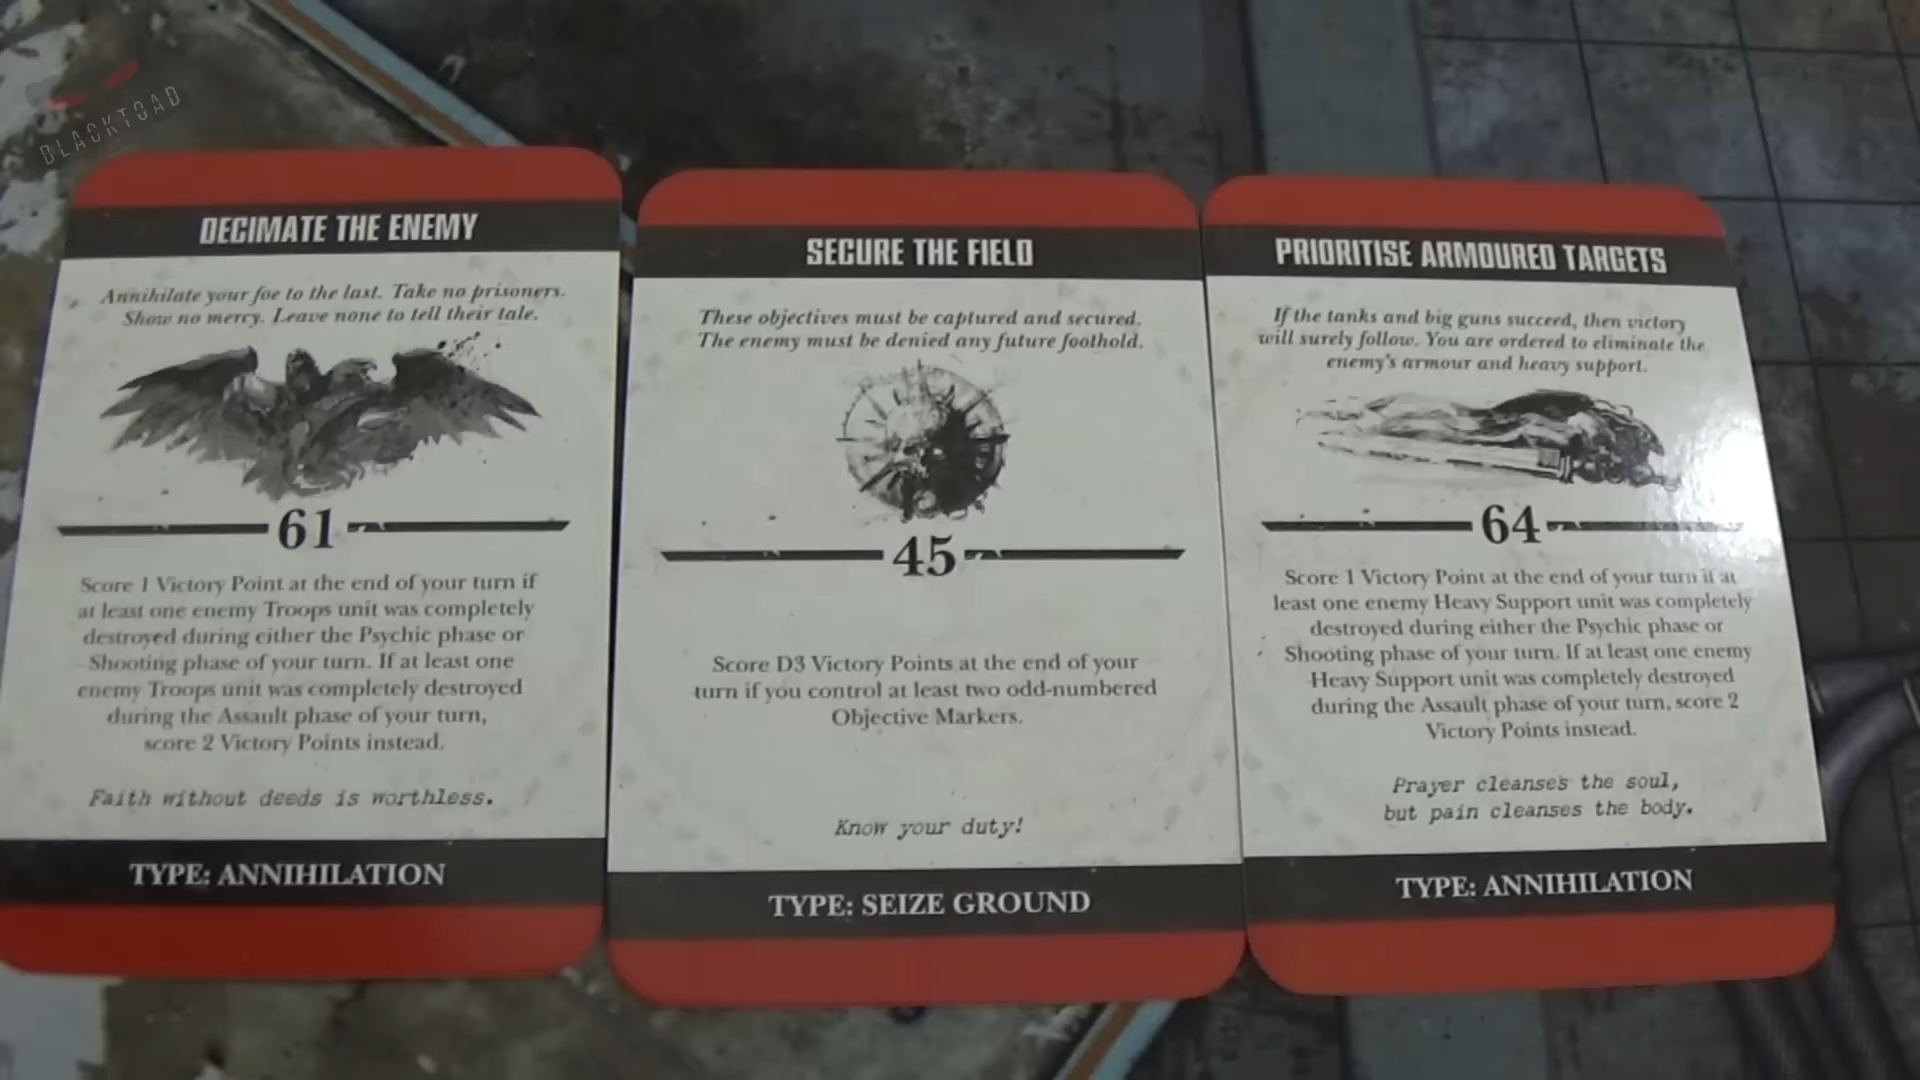 BLACKTOAD
DECIMATE THE ENEMY
Annihilate your foe to the last. Take no prisoners.
Show no mercy. Leave none to tell their tale.
61
Score 1 Victory Point at the end of your turn if
at least one enemy Troops unit was completely
destroyed during either the Psychic phase or
Shooting phase of your turn. If at least one
enemy Troops unit was completely destroyed
during the Assault phase of your turn,
score 2 Victory Points instead.
Faith without deeds is worthless.
TYPE: ANNIHILATION
SECURE THE FIELD
These objectives must be captured and secured.
The enemy must be denied any future foothold.
45
Score D3 Victory Points at the end of your
turn if you control at least two odd-numbered
Objective Markers.
Know your duty!
TYPE: SEIZE GROUND
PRIORITISE ARMOURED TARGETS
If the tanks and big guns succeed, then victory
will surely follow. You are ordered to eliminate the
enemy's armour and heavy support.
64
Score 1 Victory Point at the end of your turn if at
least one enemy Heavy Support unit was completely
destroyed during either the Psychic phase or
Shooting phase of your turn. If at least one enemy
Heavy Support unit was completely destroyed
during the Assault phase of your turn, score 2
Victory Points instead.
Prayer cleanses the soul,
but pain cleanses the body.
TYPE: ANNIHILATION